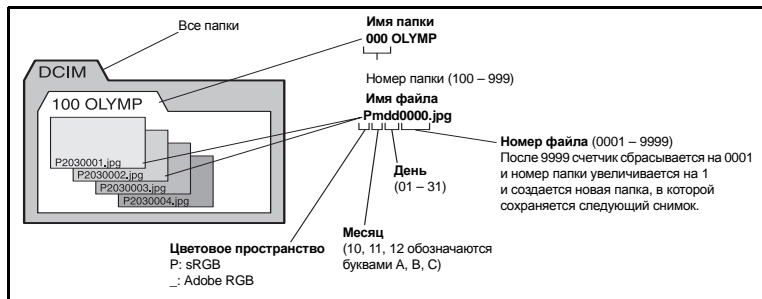 Все папки
Имя папки
000 OLYMP
Номер папки (100 – 999)
DCIM
100 OLYMP
P2030001.jpg
P2030002.jpg
P2030003.jpg
P2030004.jpg
Имя файла
Pmdd0000.jpg
Номер файла (0001 – 9999)
После 9999 счетчик сбрасывается на 0001
и номер папки увеличивается на 1
и создается новая папка, в которой
сохраняется следующий снимок.
День
(01 – 31)
Месяц
(10, 11, 12 обозначаются
буквами A, B, C)
Цветовое пространство
P: sRGB
_: Adobe RGB